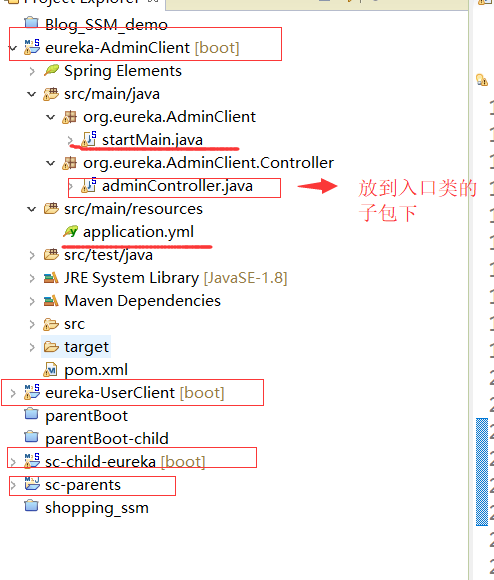 Project Explorer
Blog_SSM_demo
eureka-AdminClient [boot]
Spring Elements
src/main/java
org.eureka.AdminClient
startMain.java
org.eureka.AdminClient.Controller
adminController.java
放到入口类的
子包下
src/main/resources
application.yml
src/test/java
JRE System Library [JavaSE-1.8]
Maven Dependencies
src
target
pom.xml
eureka-UserClient [boot]
parentBoot
parentBoot-child
sc-child-eureka [boot]
sc-parents
shopping_ssm